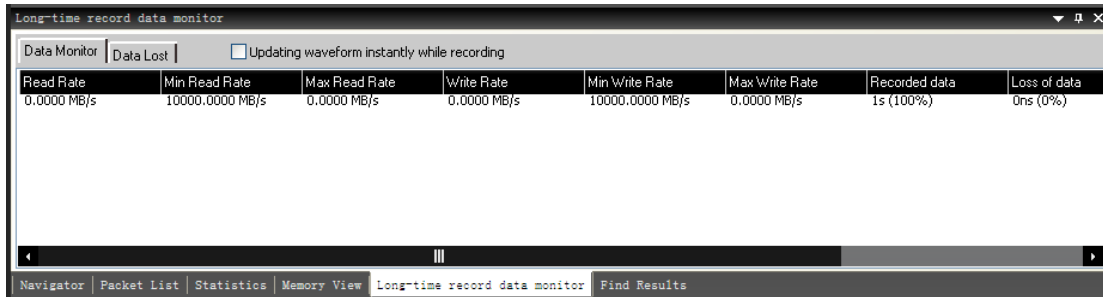 Long-time record data monitor
Data Monitor Data Lost Updating waveform instantly while recording
Read Rate Min Read Rate Max Read Rate Write Rate Min Write Rate Max Write Rate Recorded data Loss of data
0.0000 MB/s 10000.0000 MB/s 0.0000 MB/s 0.0000 MB/s 10000.0000 MB/s 0.0000 MB/s 1s (100%) 0ns (0%)
Navigator Packet List Statistics Memory View Long-time record data monitor Find Results